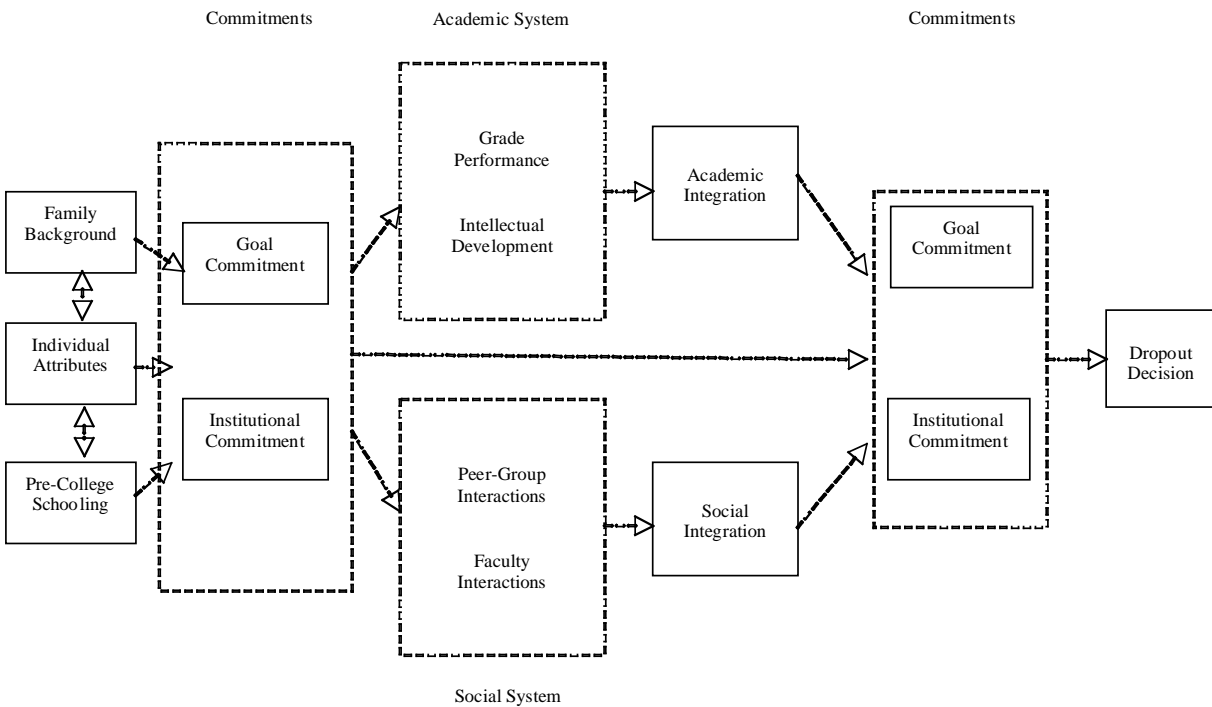 Commitments
Academic System
Commitments
Family
Background
Individual
Attributes
Pre-College
Schooling
Goal
Commitment
Institutional
Commitment
Grade
Performance
Intellectual
Development
Peer-Group
Interactions
Faculty
Interactions
Social System
Academic
Integration
Social
Integration
Goal
Commitment
Institutional
Commitment
Dropout
Decision